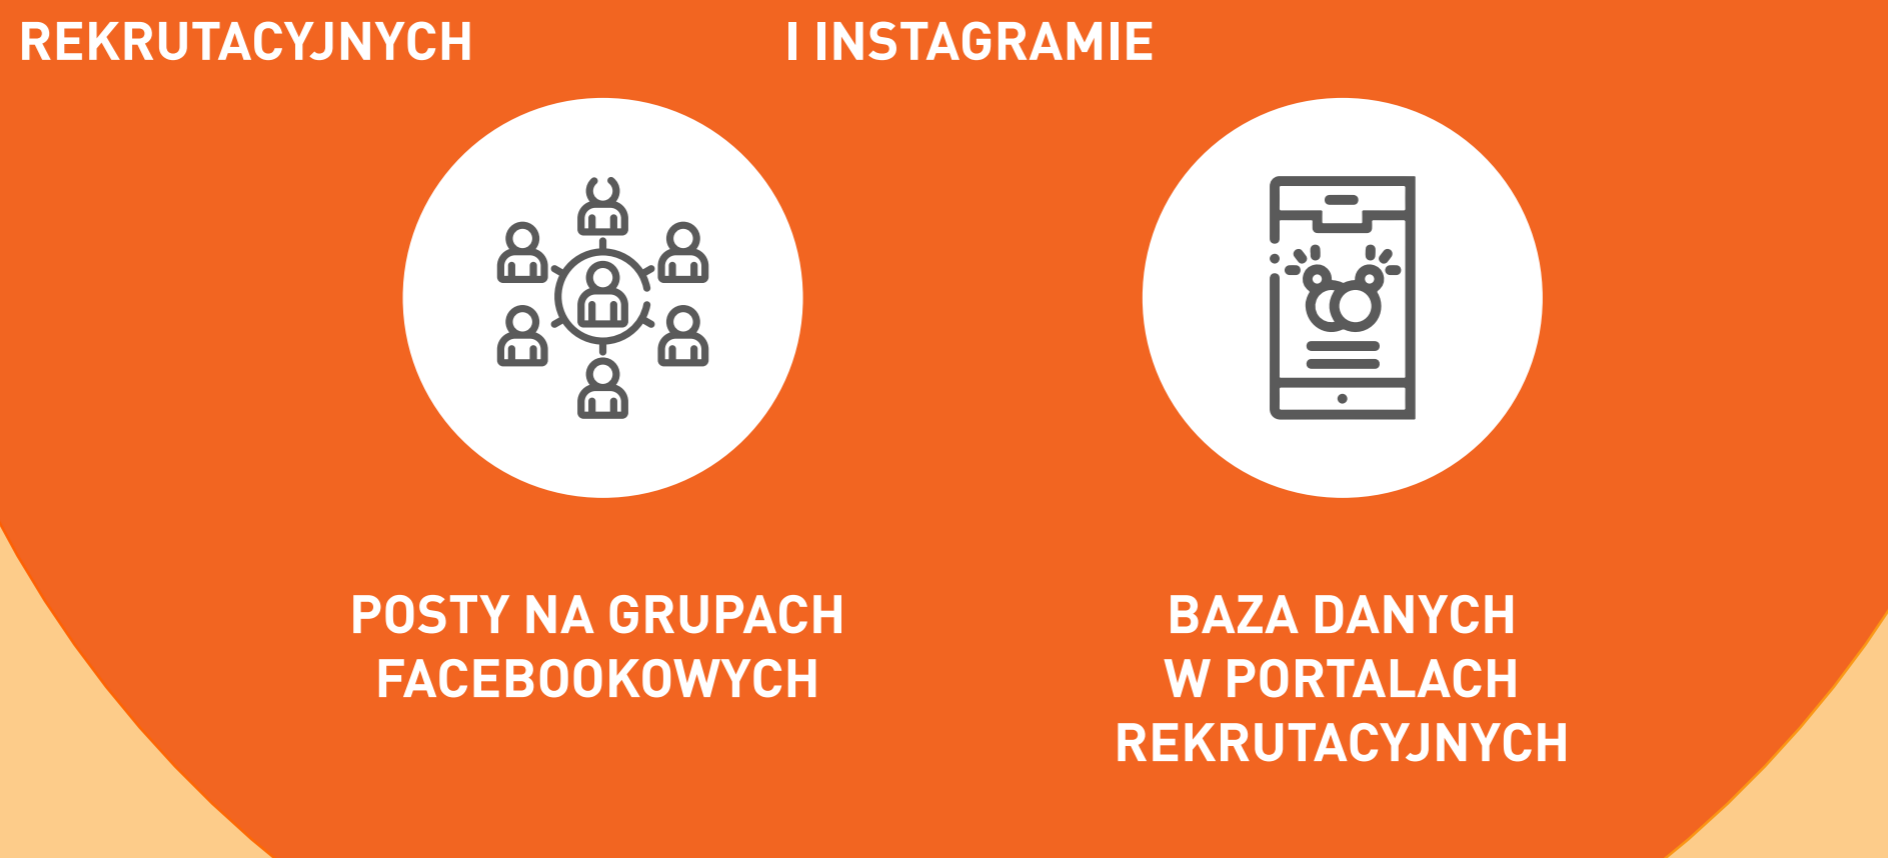 REKRUTACYJNYCH
I INSTAGRAMIE
POSTY NA GRUPACH
FACEBOOKOWYCH
BAZA DANYCH
W PORTALACH
REKRUTACYJNYCH